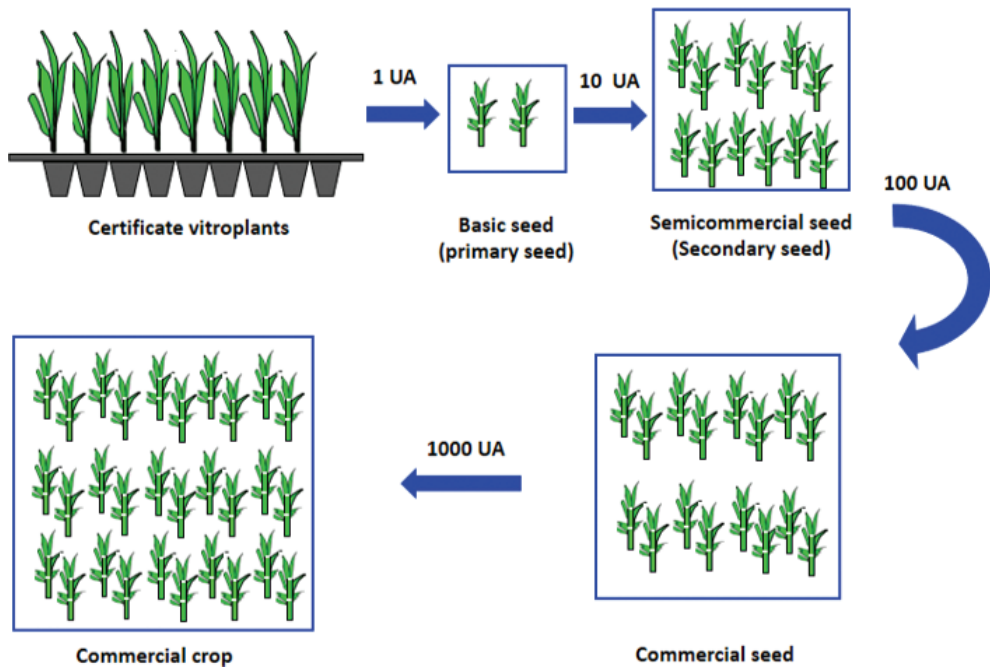 1 UA
10 UA
Certificate vitroplants
Basic seed
(primary seed)
Semicommercial seed
(Secondary seed)
100 UA
1000 UA
Commercial crop
Commercial seed